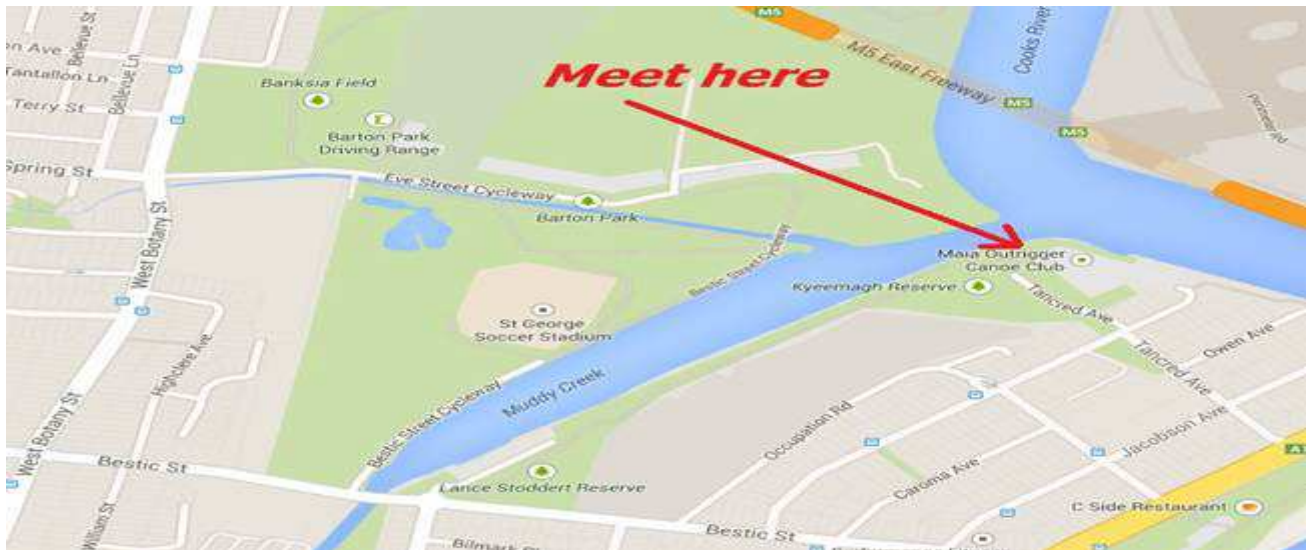 M5
Bellevue St
on Ave
Tantallon Ln
Bellevue Ln
Terry St
Banksia Field
Meet here
M5 East Freeway
Cooks River
M5
M5
Barton Park
Driving Range
Spring St
Eve Street Cycleway
Barton Park
West Botany St
Bestic Street Cycleway
Maia Outrigger
Canoe Club
Kyeemagh Reserve
Tancred Ave
St George
Soccer Stadium
Highclere Ave
Tancred Ave
Owen Ave
Muddy Creek
Bestic Street Cycleway
West Botany St
Occupation Rd
Jacobson Ave
Bestic St
Caroma Ave
A1
Lance Stoddert Reserve
C Side Restaurant
William St
Bestic St